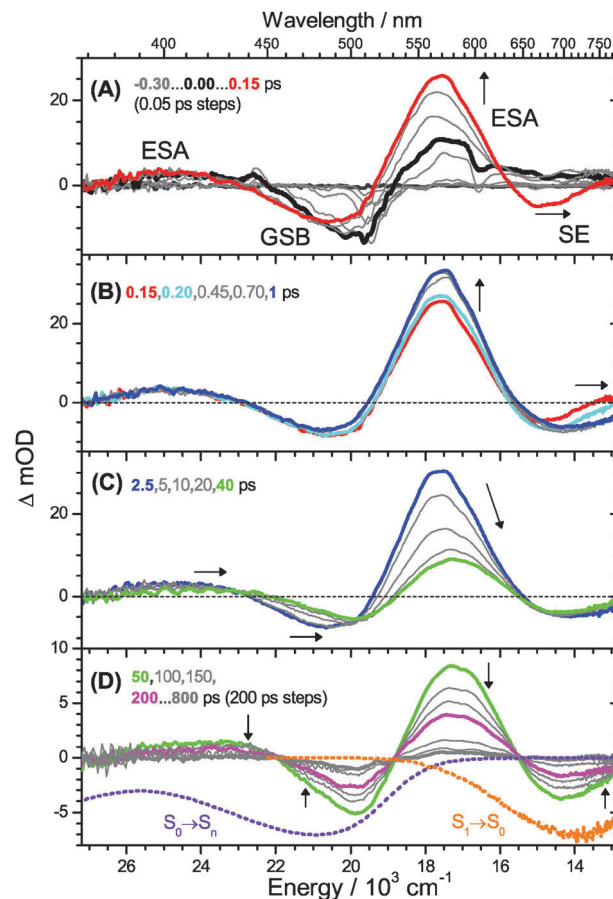 Wavelength / nm
400 450 500 550 600 650 700 750
(A) -0.30...0.00...0.15 ps
(0.05 ps steps)
20
0
ESA
GSB
ESA
SE
(B) 0.15,0.20,0.45,0.70,1 ps
20
0
Δ mOD
(C) 2.5,5,10,20,40 ps
20
0
10
(D) 50,100,150,
200...800 ps (200 ps steps)
5
0
-5
S₀→Sₙ
S₁→S₀
26 24 22 20 18 16 14
Energy / 10³ cm⁻¹